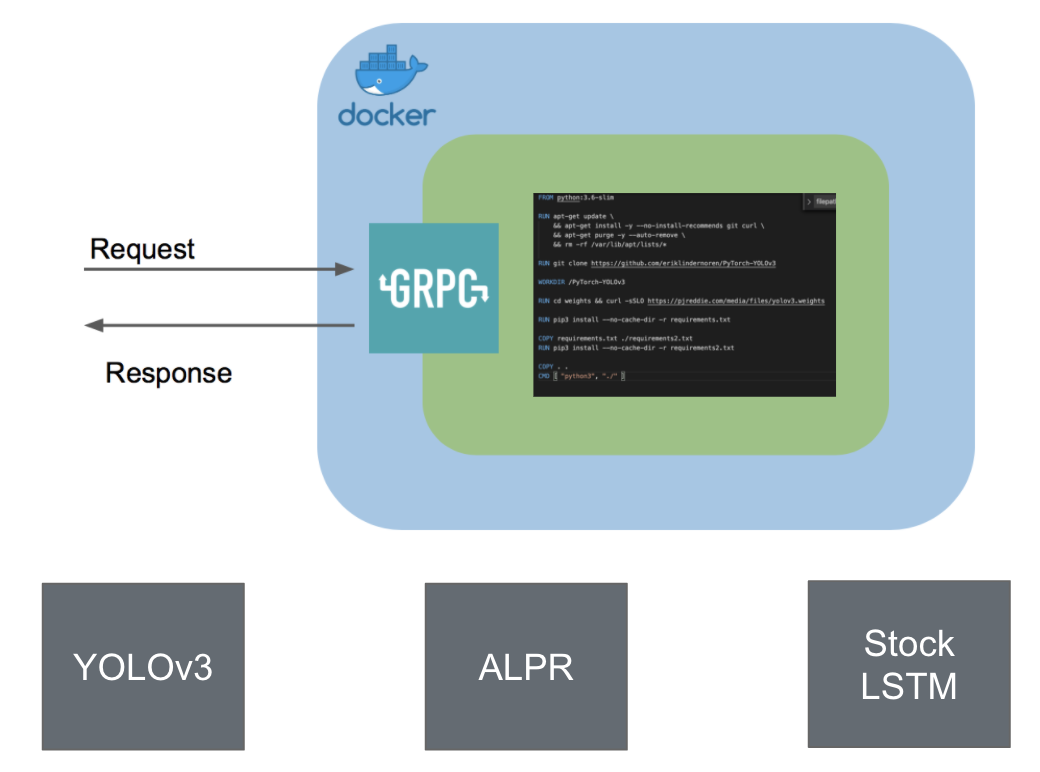 docker
Request
GRPC
Response
FROM python:3.6-slim
> filepat
RUN apt-get update \
&& apt-get install -y --no-install-recommends git curl \
&& apt-get purge -y --auto-remove \
&& rm -rf /var/lib/apt/lists/*
RUN git clone https://github.com/eriklindernoren/PyTorch-YOLOv3
WORKDIR /PyTorch-YOLOv3
RUN cd weights && curl -sSLO https://pjreddie.com/media/files/yolov3.weights
RUN pip3 install --no-cache-dir -r requirements.txt
COPY requirements.txt ./requirements2.txt
RUN pip3 install --no-cache-dir -r requirements2.txt
COPY . .
CMD [ "python3", "./" ]
YOLOv3
ALPR
Stock
LSTM